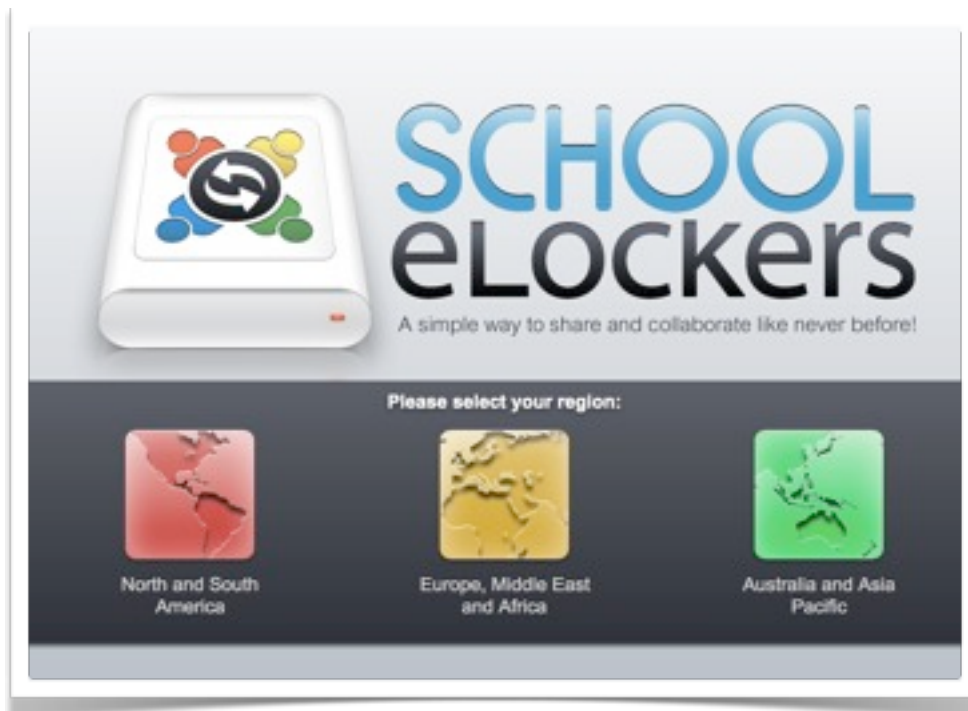 SCHOOL
eLOCKers
A simple way to share and collaborate like never before!
Please select your region:
North and South
America
Europe, Middle East
and Africa
Australia and Asia
Pacific